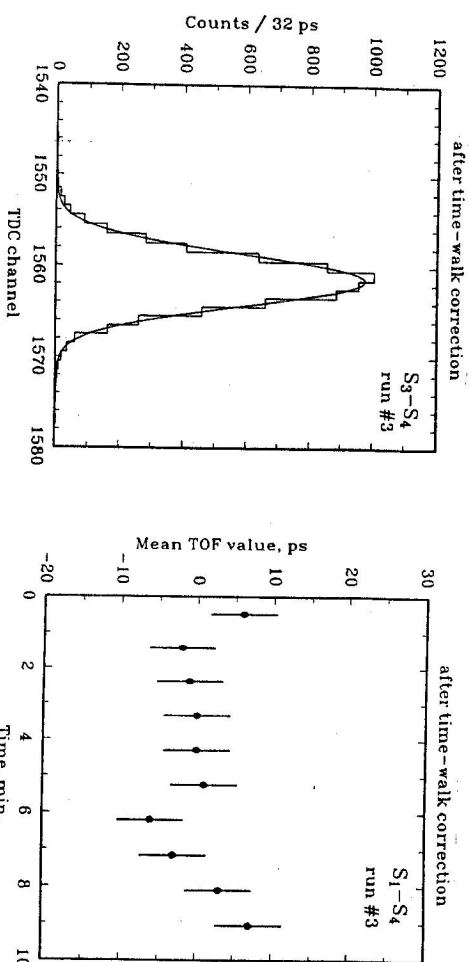 after time-walk correction
S3-S4
run #3
Counts / 32 ps
1200
1000
800
600
400
200
0
1540
1550
1560
1570
1580
TDC channel
after time-walk correction
S1-S4
run #3
Mean TOF value, ps
30
20
10
0
-10
-20
0
2
4
6
8
10
Time, min